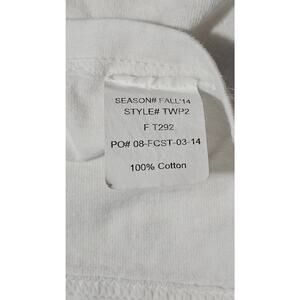 SEASON# FALL'14
STYLE# TWP2
F T292
PO# 08-FCST-03-14
100% Cotton